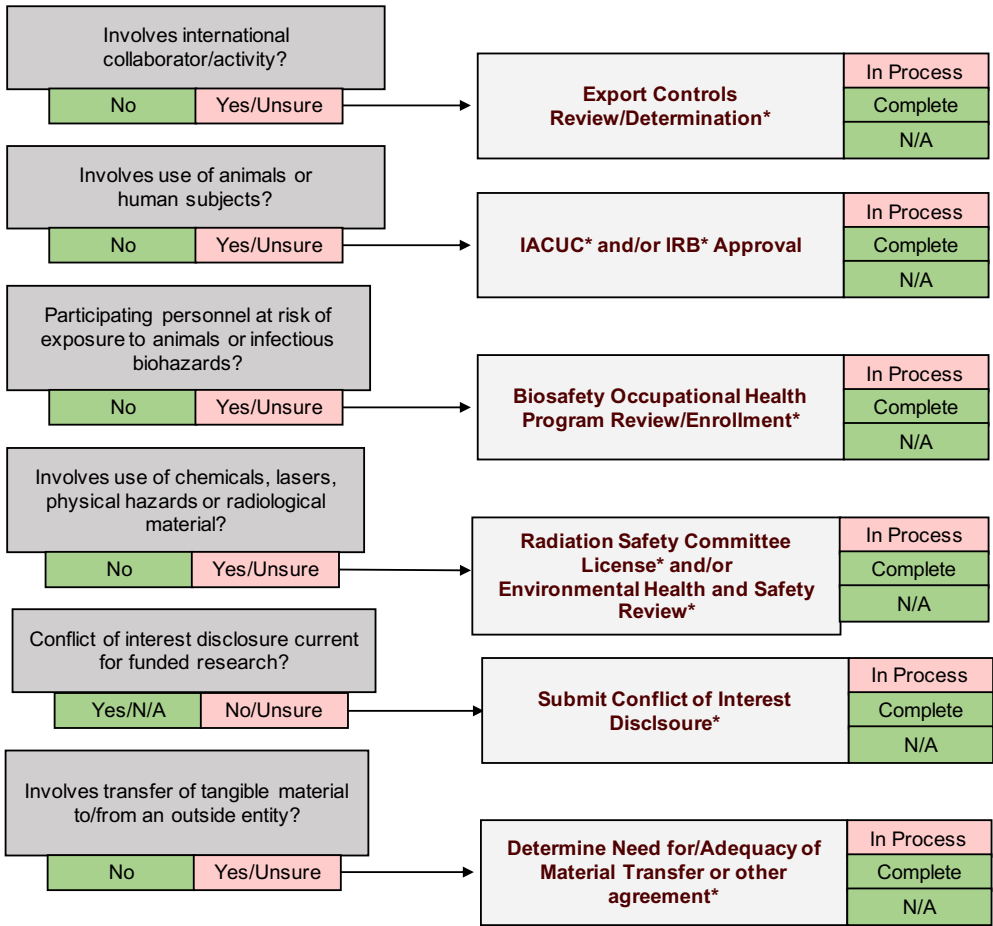 Involves international
collaborator/activity?
No
Yes/Unsure
Export Controls
Review/Determination*
In Process
Complete
N/A
Involves use of animals or
human subjects?
No
Yes/Unsure
IACUC* and/or IRB* Approval
In Process
Complete
N/A
Participating personnel at risk of
exposure to animals or infectious
biohazards?
No
Yes/Unsure
Biosafety Occupational Health
Program Review/Enrollment*
In Process
Complete
N/A
Involves use of chemicals, lasers,
physical hazards or radiological
material?
No
Yes/Unsure
Radiation Safety Committee
License* and/or
Environmental Health and Safety
Review*
In Process
Complete
N/A
Conflict of interest disclosure current
for funded research?
Yes/N/A
No/Unsure
Submit Conflict of Interest
Disclsoure*
In Process
Complete
N/A
Involves transfer of tangible material
to/from an outside entity?
No
Yes/Unsure
Determine Need for/Adequacy of
Material Transfer or other
agreement*
In Process
Complete
N/A